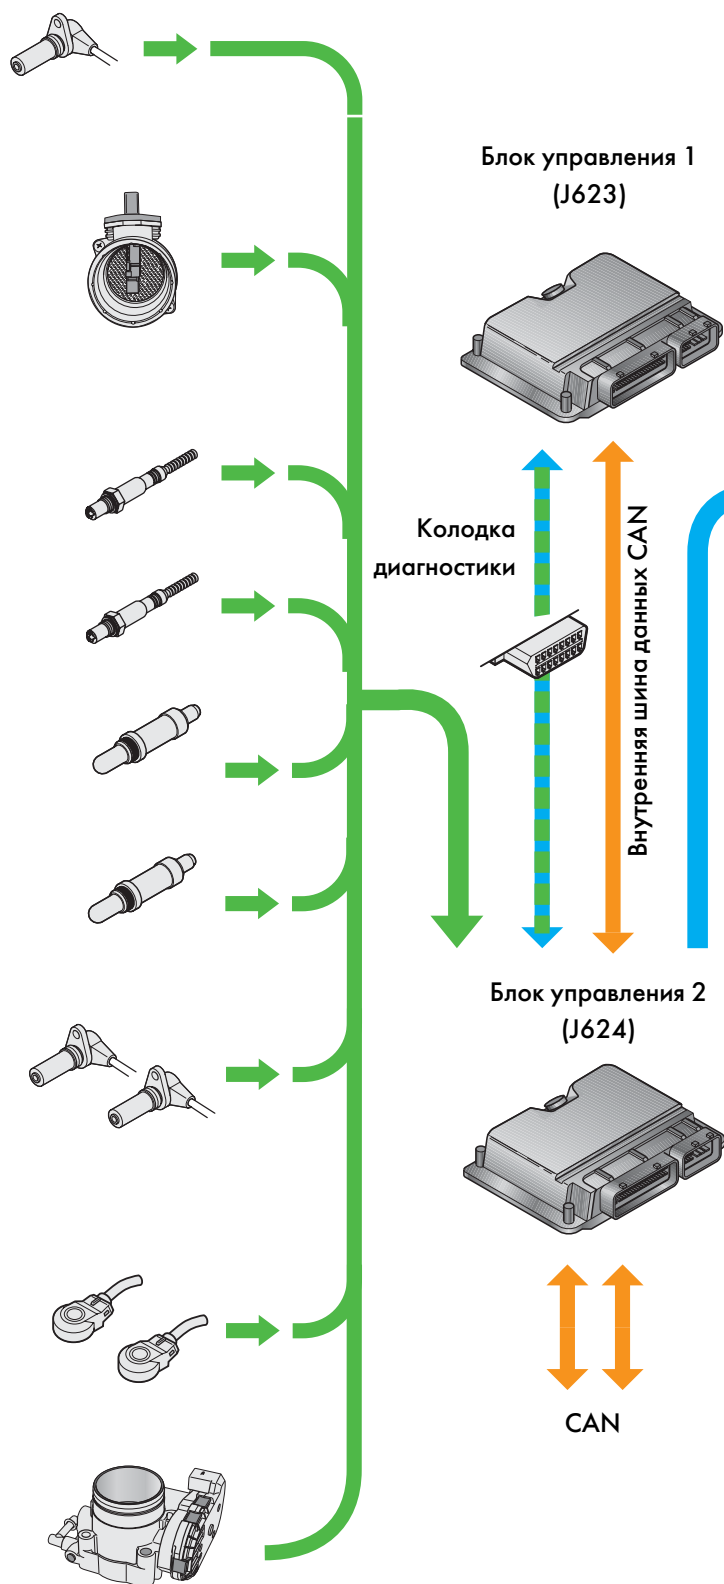 Блок управления 1
(J623)
Колодка
диагностики
Внутренняя шина данных CAN
Блок управления 2
(J624)
CAN